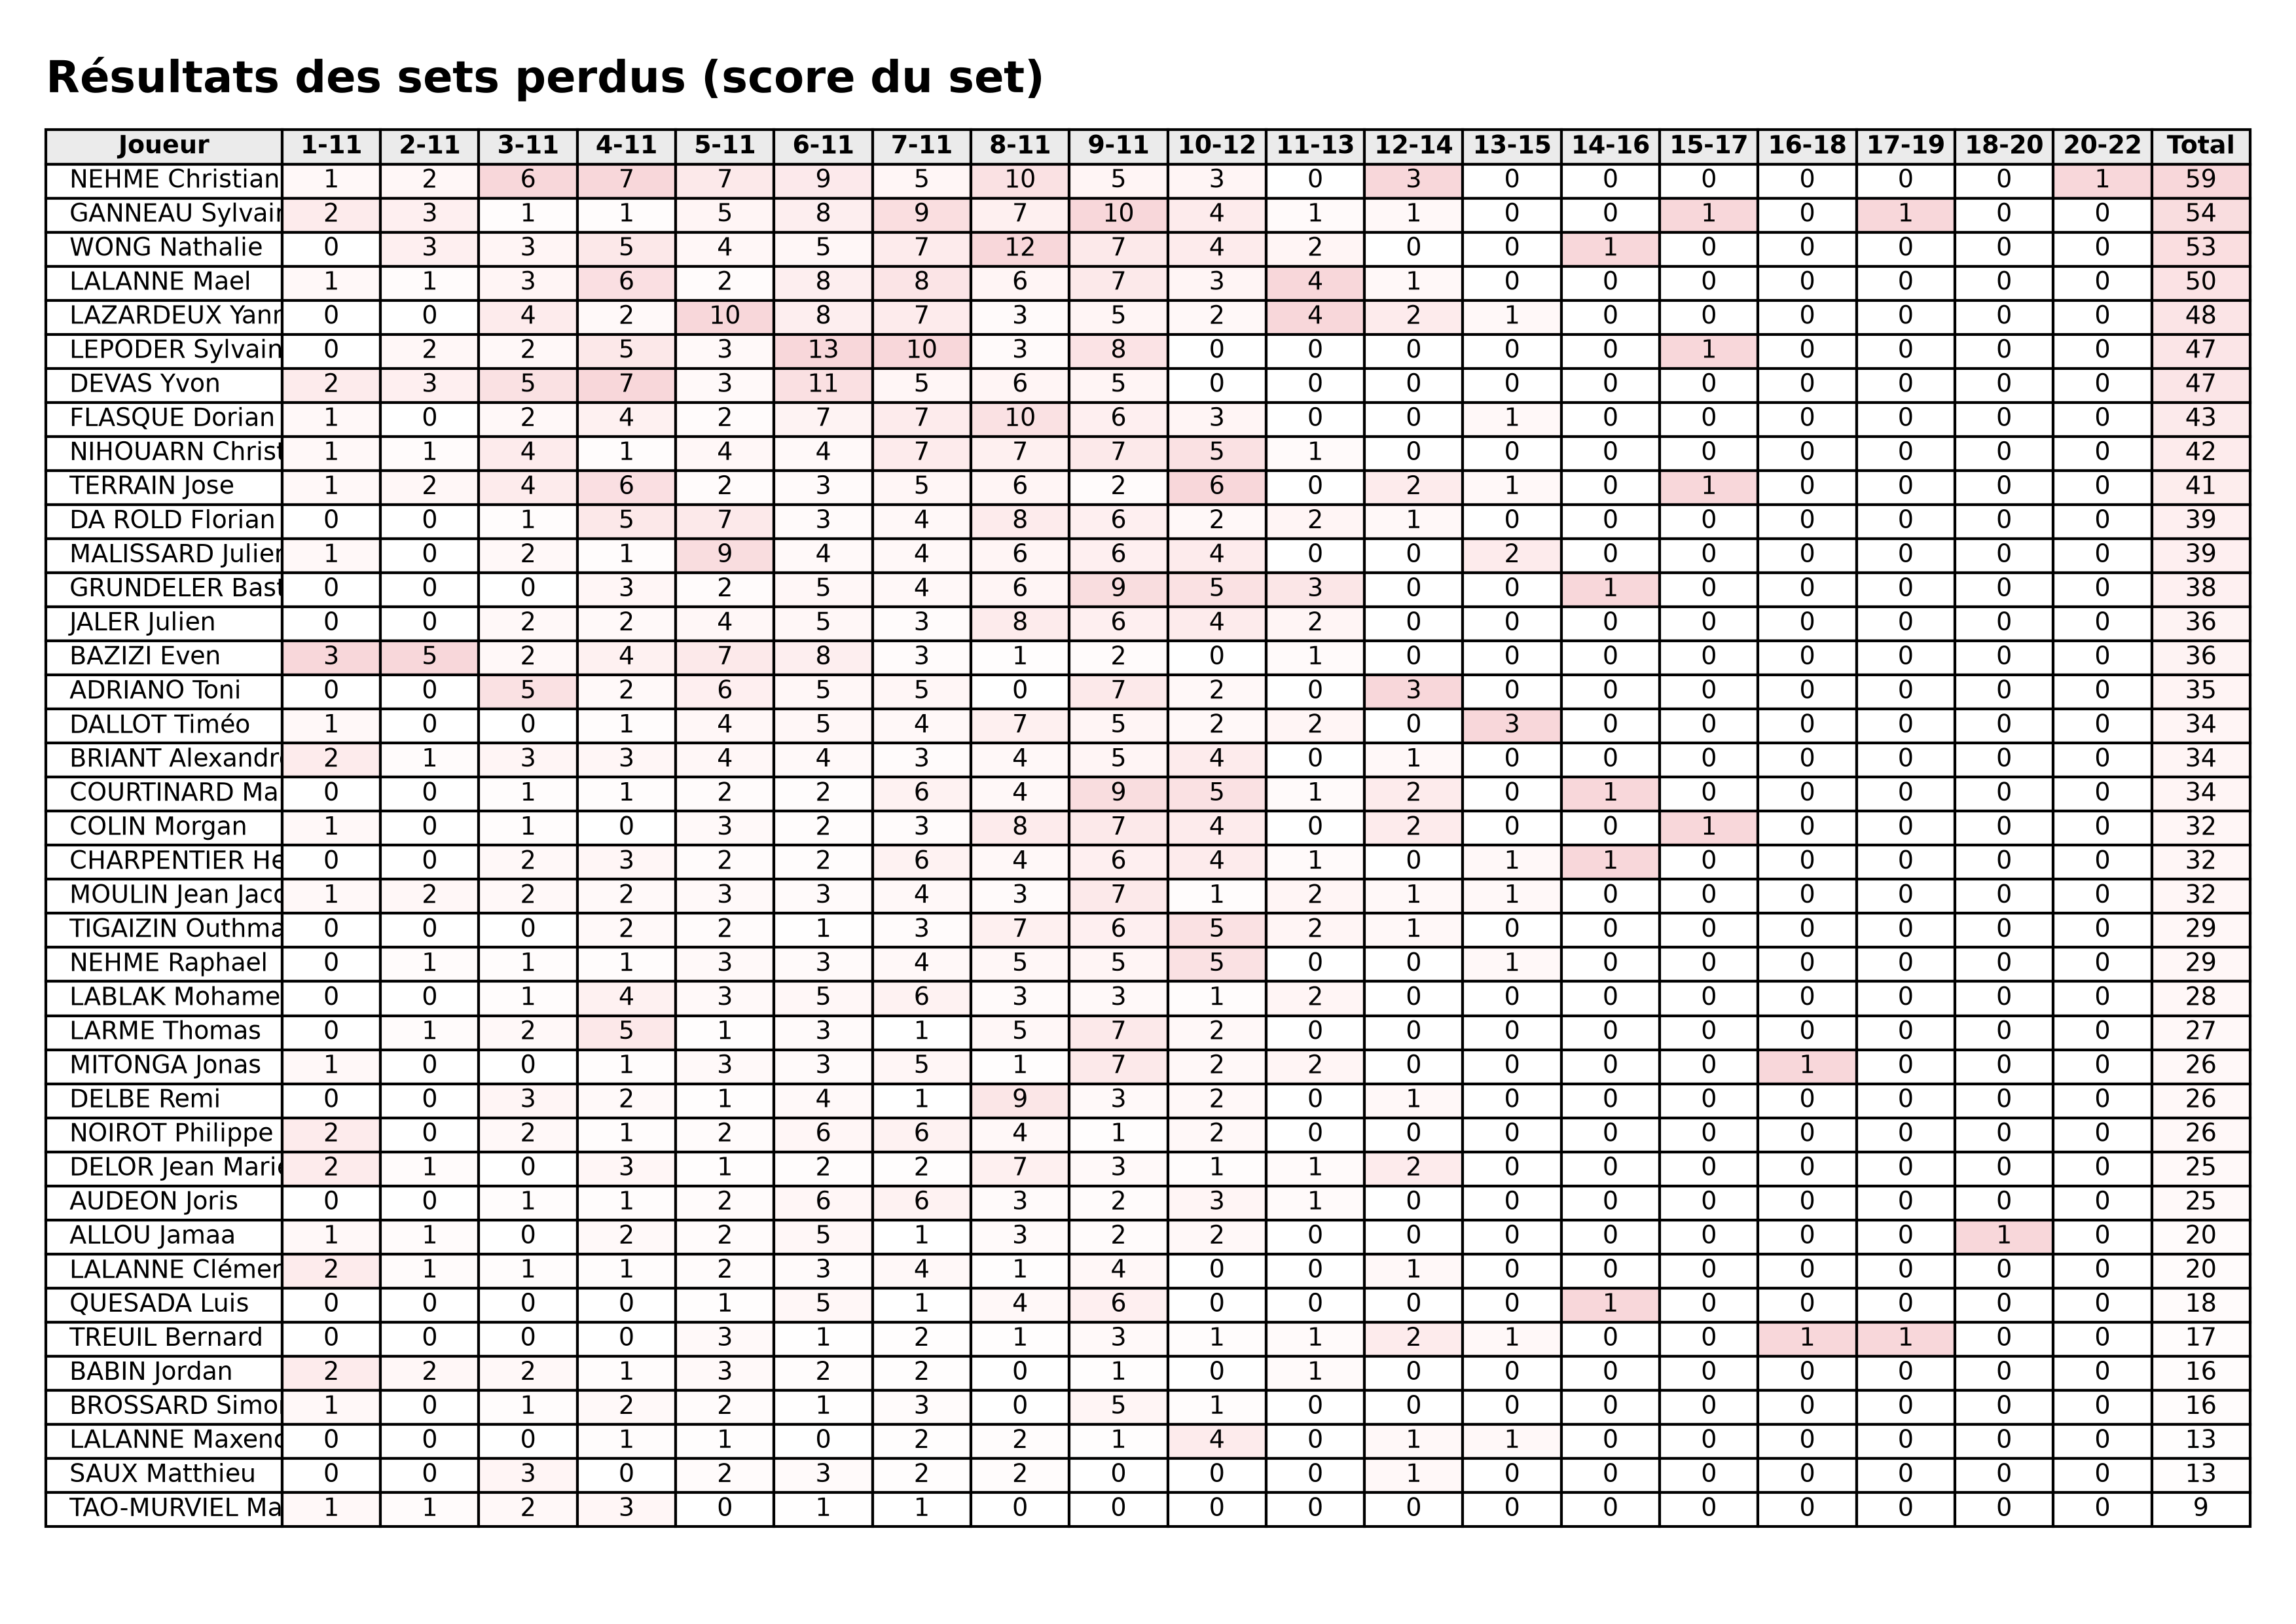 Résultats des sets perdus (score du set)
Joueur 1-11 2-11 3-11 4-11 5-11 6-11 7-11 8-11 9-11 10-12 11-13 12-14 13-15 14-16 15-17 16-18 17-19 18-20 20-22 Total
NEHME Christian 1 2 6 7 7 9 5 10 5 3 0 3 0 0 0 0 0 0 1 59
GANNEAU Sylvain 2 3 1 1 5 8 9 7 10 4 1 1 0 0 1 0 1 0 0 54
WONG Nathalie 0 3 3 5 4 5 7 12 7 4 2 0 0 1 0 0 0 0 0 53
LALANNE Mael 1 1 3 6 2 8 8 6 7 3 4 1 0 0 0 0 0 0 0 50
LAZARDEUX Yann 0 0 4 2 10 8 7 3 5 2 4 2 1 0 0 0 0 0 0 48
LEPODER Sylvain 0 2 2 5 3 13 10 3 8 0 0 0 0 0 1 0 0 0 0 47
DEVAS Yvon 2 3 5 7 3 11 5 6 5 0 0 0 0 0 0 0 0 0 0 47
FLASQUE Dorian 1 0 2 4 2 7 7 10 6 3 0 0 1 0 0 0 0 0 0 43
NIHOUARN Christ 1 1 4 1 4 4 7 7 7 5 1 0 0 0 0 0 0 0 0 42
TERRAIN Jose 1 2 4 6 2 3 5 6 2 6 0 2 1 0 1 0 0 0 0 41
DA ROLD Florian 0 0 1 5 7 3 4 8 6 2 2 1 0 0 0 0 0 0 0 39
MALISSARD Julien 1 0 2 1 9 4 4 6 6 4 0 0 2 0 0 0 0 0 0 39
GRUNDELER Bast 0 0 0 3 2 5 4 6 9 5 3 0 0 1 0 0 0 0 0 38
JALER Julien 0 0 2 2 4 5 3 8 6 4 2 0 0 0 0 0 0 0 0 36
BAZIZI Even 3 5 2 4 7 8 3 1 2 0 1 0 0 0 0 0 0 0 0 36
ADRIANO Toni 0 0 5 2 6 5 5 0 7 2 0 3 0 0 0 0 0 0 0 35
DALLOT Timéo 1 0 0 1 4 5 4 7 5 2 2 0 3 0 0 0 0 0 0 34
BRIANT Alexandre 2 1 3 3 4 4 3 4 5 4 0 1 0 0 0 0 0 0 0 34
COURTINARD Ma 0 0 1 1 2 2 6 4 9 5 1 2 0 1 0 0 0 0 0 34
COLIN Morgan 1 0 1 0 3 2 3 8 7 4 0 2 0 0 1 0 0 0 0 32
CHARPENTIER He 0 0 2 3 2 2 6 4 6 4 1 0 1 1 0 0 0 0 0 32
MOULIN Jean Jacq 1 2 2 2 3 3 4 3 7 1 2 1 1 0 0 0 0 0 0 32
TIGAIZIN Outhma 0 0 0 2 2 1 3 7 6 5 2 1 0 0 0 0 0 0 0 29
NEHME Raphael 0 1 1 1 3 3 4 5 5 5 0 0 1 0 0 0 0 0 0 29
LABLAK Mohame 0 0 1 4 3 5 6 3 3 1 2 0 0 0 0 0 0 0 0 28
LARME Thomas 0 1 2 5 1 3 1 5 7 2 0 0 0 0 0 0 0 0 0 27
MITONGA Jonas 1 0 0 1 3 3 5 1 7 2 2 0 0 0 0 1 0 0 0 26
DELBE Remi 0 0 3 2 1 4 1 9 3 2 0 1 0 0 0 0 0 0 0 26
NOIROT Philippe 2 0 2 1 2 6 6 4 1 2 0 0 0 0 0 0 0 0 0 26
DELOR Jean Marie 2 1 0 3 1 2 2 7 3 1 1 2 0 0 0 0 0 0 0 25
AUDEON Joris 0 0 1 1 2 6 6 3 2 3 1 0 0 0 0 0 0 0 0 25
ALLOU Jamaa 1 1 0 2 2 5 1 3 2 2 0 0 0 0 0 0 0 1 0 20
LALANNE Clémen 2 1 1 1 2 3 4 1 4 0 0 1 0 0 0 0 0 0 0 20
QUESADA Luis 0 0 0 0 1 5 1 4 6 0 0 0 0 1 0 0 0 0 0 18
TREUIL Bernard 0 0 0 0 3 1 2 1 3 1 1 2 1 0 0 1 1 0 0 17
BABIN Jordan 2 2 2 1 3 2 2 0 1 0 1 0 0 0 0 0 0 0 0 16
BROSSARD Simo 1 0 1 2 2 1 3 0 5 1 0 0 0 0 0 0 0 0 0 16
LALANNE Maxenc 0 0 0 1 1 0 2 2 1 4 0 1 1 0 0 0 0 0 0 13
SAUX Matthieu 0 0 3 0 2 3 2 2 0 0 0 1 0 0 0 0 0 0 0 13
TAO-MURVIEL Ma 1 1 2 3 0 1 1 0 0 0 0 0 0 0 0 0 0 0 0 9